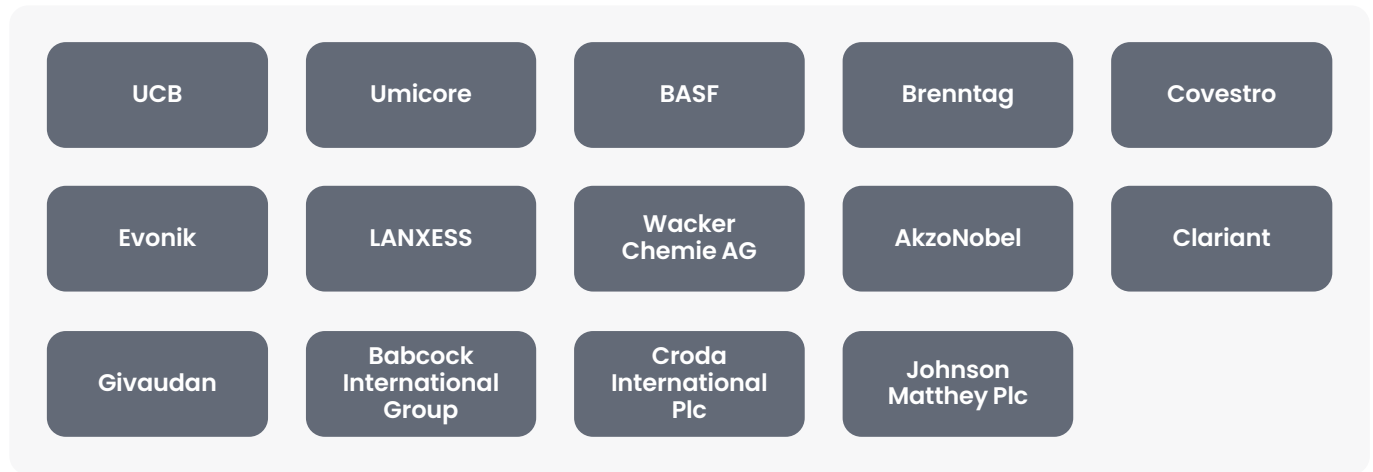 UCB
Umicore
BASF
Brenntag
Covestro
Evonik
LANXESS
Wacker
Chemie AG
AkzoNobel
Clariant
Givaudan
Babcock
International
Group
Croda
International
Plc
Johnson
Matthey Plc